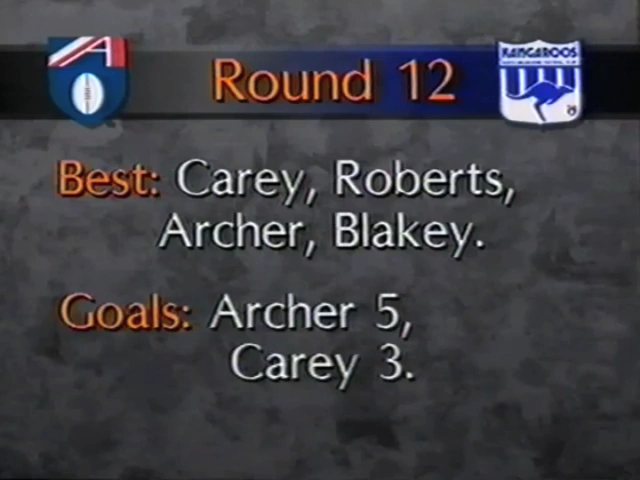 Round 12
KANGAROOS
Best: Carey, Roberts,
Archer, Blakey.
Goals: Archer 5,
Carey 3.